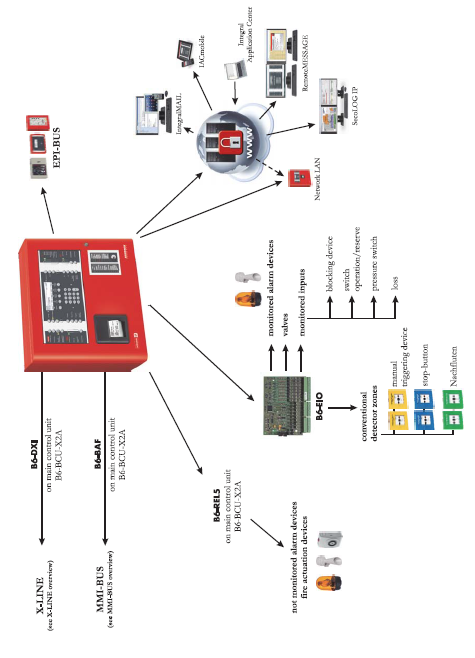 X-LINE
(see X-LINE overview)
B6-DXI
on main control unit
B6-BCU-X2A
MMI-BUS
(see MMI-BUS overview)
B6-BAF
on main control unit
B6-BCU-X2A
EPI-BUS
IntegralMAIL
IACmobile
Integral
Application Center
RemoteMESSAGE
SecoLOG IP
WWW
Network LAN
B6-REL5
on main control unit
B6-BCU-X2A
not monitored alarm devices
fire actuation devices
B6-EIO
monitored alarm devices
valves
monitored inputs
blocking device
switch
operation/reserve
pressure switch
loss
conventional
detector zones
manual
triggering device
stop-button
Nachfluten